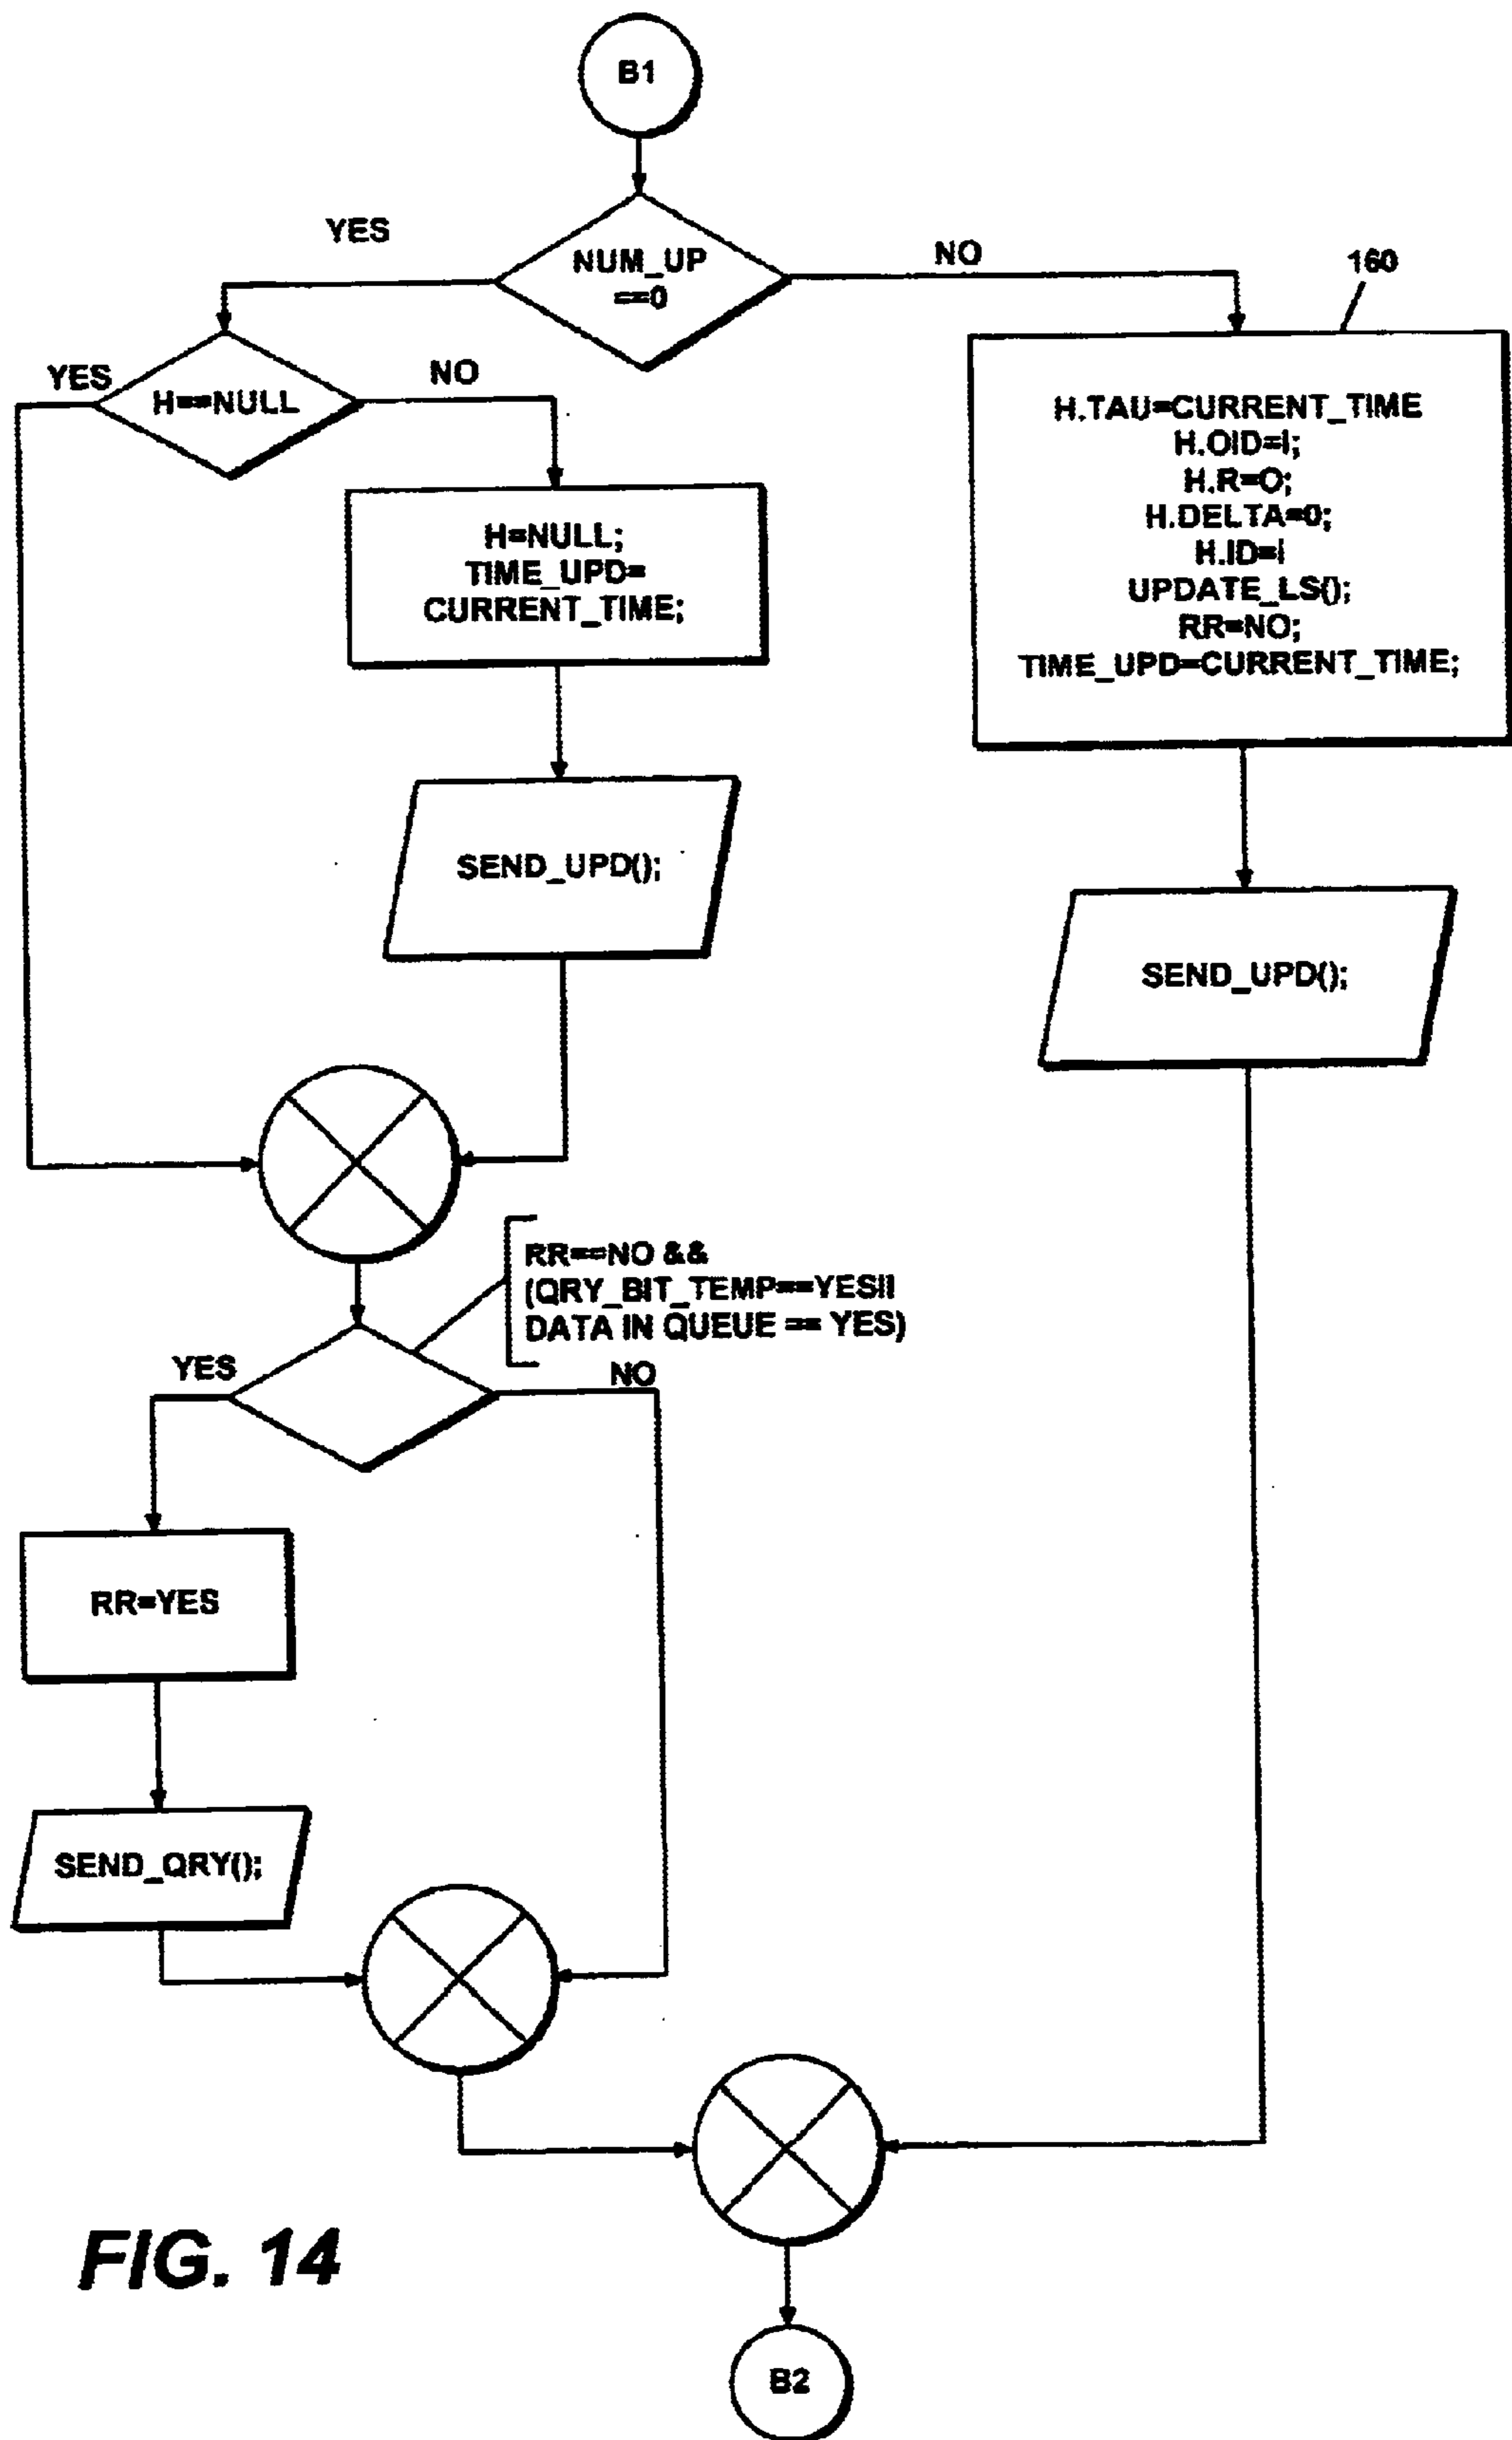 B1
YES
NUM_UP
==0
NO
160
YES
H==NULL
NO
H.TAU=CURRENT_TIME
H.OID=i;
H.R=O;
H.DELTA=0;
H.ID=i
UPDATE_LS();
RR=NO;
TIME_UPD=CURRENT_TIME;
H=NULL;
TIME_UPD=
CURRENT_TIME;
SEND_UPD();
SEND_UPD();
RR==NO &&
(QRY_BIT_TEMP==YESII
DATA IN QUEUE == YES)
YES
NO
RR=YES
SEND_QRY();
FIG. 14
B2